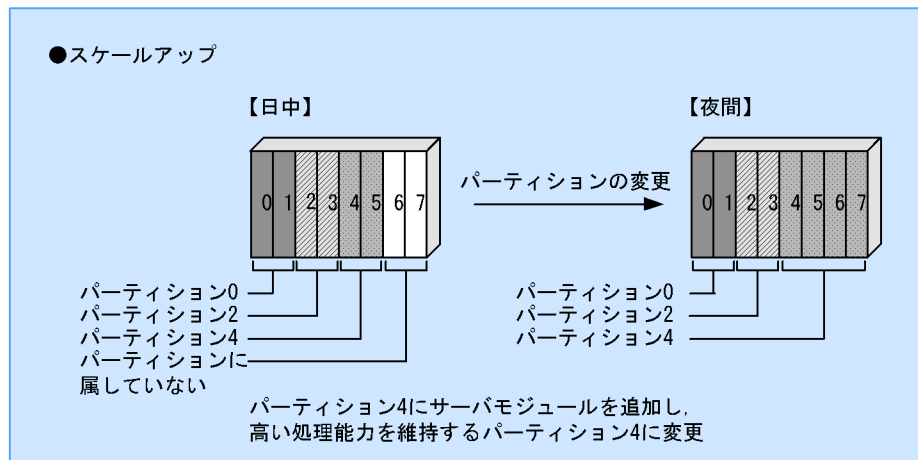 ●スケールアップ
【日中】
【夜間】
0 1 2 3 4 5 6 7
パーティションの変更
0 1 2 3 4 5 6 7
パーティション0
パーティション2
パーティション4
パーティションに
属していない
パーティション0
パーティション2
パーティション4
パーティション4にサーバモジュールを追加し,
高い処理能力を維持するパーティション4に変更